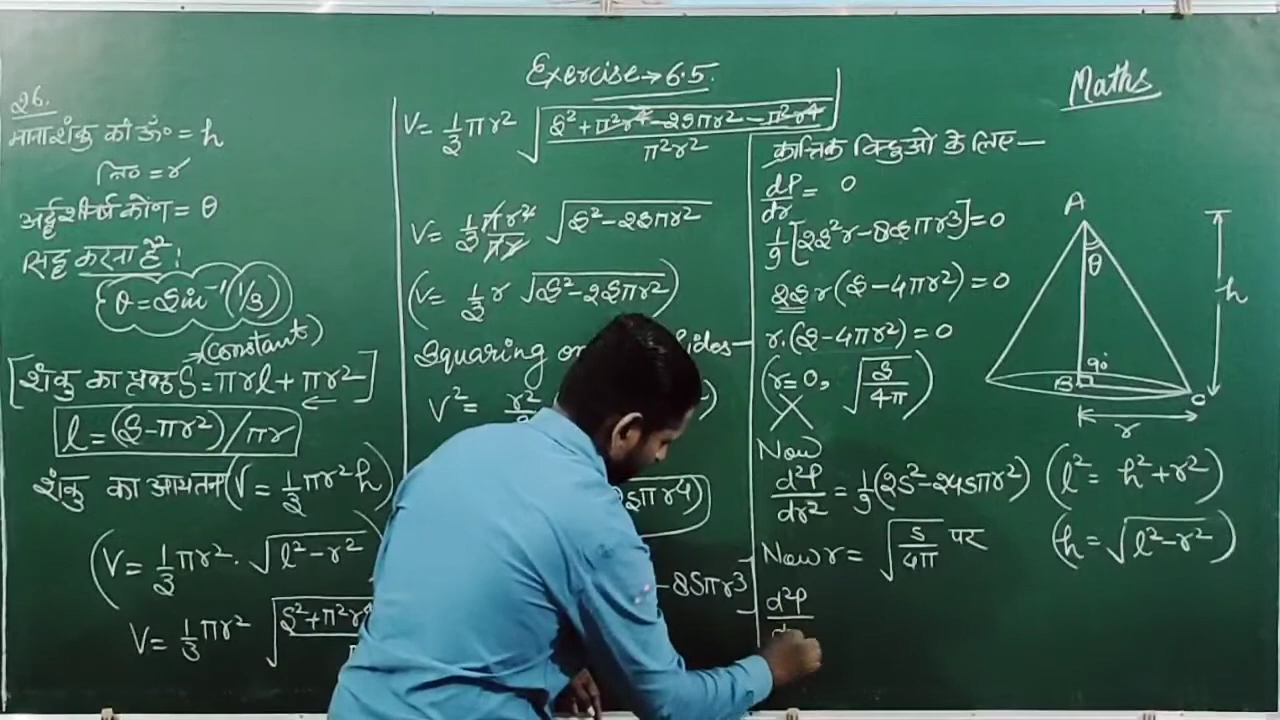 Exercise→6.5.
Maths
26.
माना शंकु की ऊँ० = h
त्रि० = r
अर्द्धशीर्ष कोण = θ
सिद्ध करना है :
θ = Sin⁻¹(1/3)
(Constant)
[शंकु का पृष्ठ S = πrl + πr²]
l = (S-πr²)/πr
शंकु का आयतन (V = 1/3 πr²h)
(V = 1/3 πr² . √(l²-r²)
V = 1/3 πr² √(S²+π²r⁴
V = 1/3 πr² √((S²+π²r⁴-2Sπr²-π²r⁴)/(π²r²))
V = 1/3 πr²/πr √(S²-2Sπr²)
(V = 1/3 r √(S²-2Sπr²))
Squaring
V² = r²
2Sπr⁴)
-8Sπr³]
क्रान्तिक बिन्दुओ के लिए—
dP/dr = 0
1/9[2S²r-8Sπr³]=0
2Sr(S-4πr²)=0
r.(S-4πr²)=0
(r=0, √(S/4π))
X
Now
d²P/dr² = 1/9(2S²-24Sπr²)
Now r = √(S/4π) पर
d²P
A
θ
h
90°
B
C
r
(l² = h²+r²)
(h = √(l²-r²))